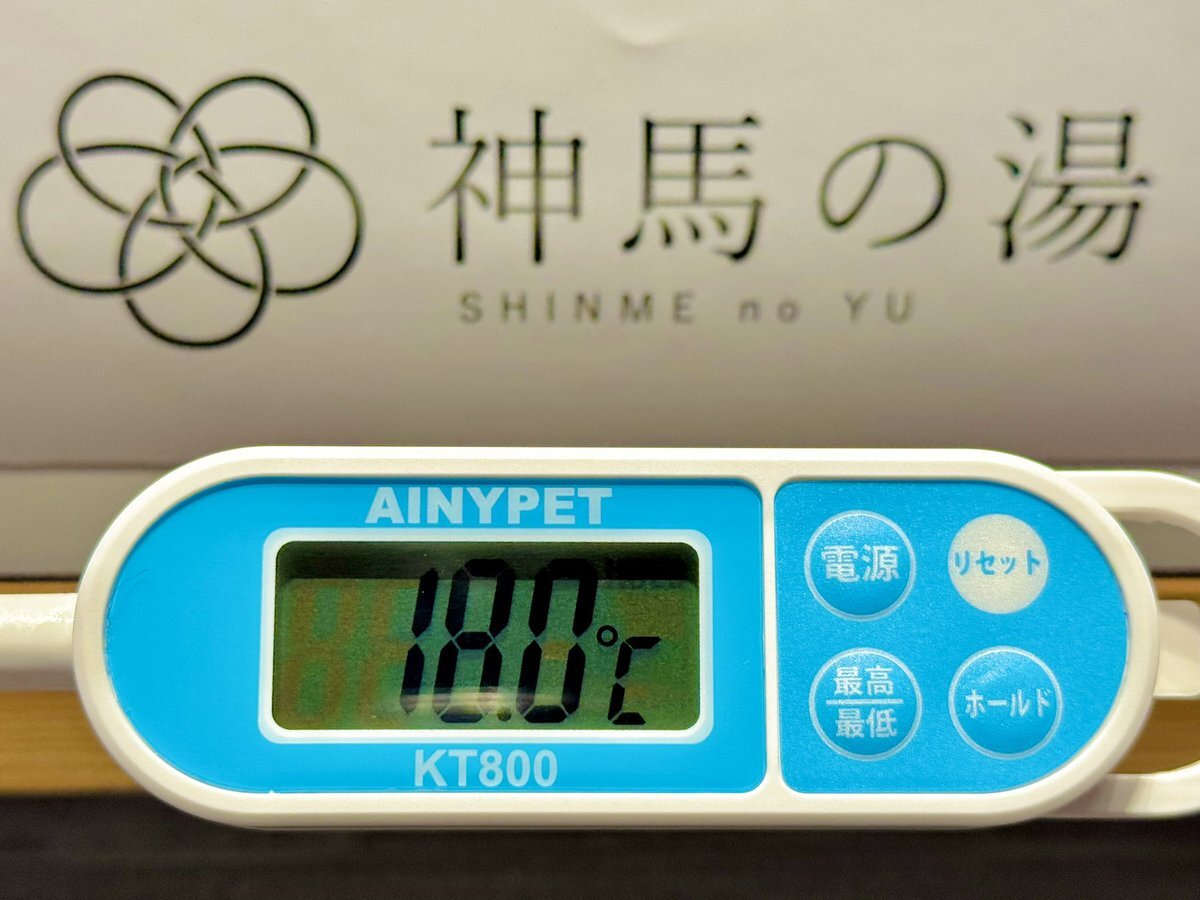 神馬の湯
SHINME no YU
AINYPET
18.0℃
KT800
電源
リセット
最高
最低
ホールド